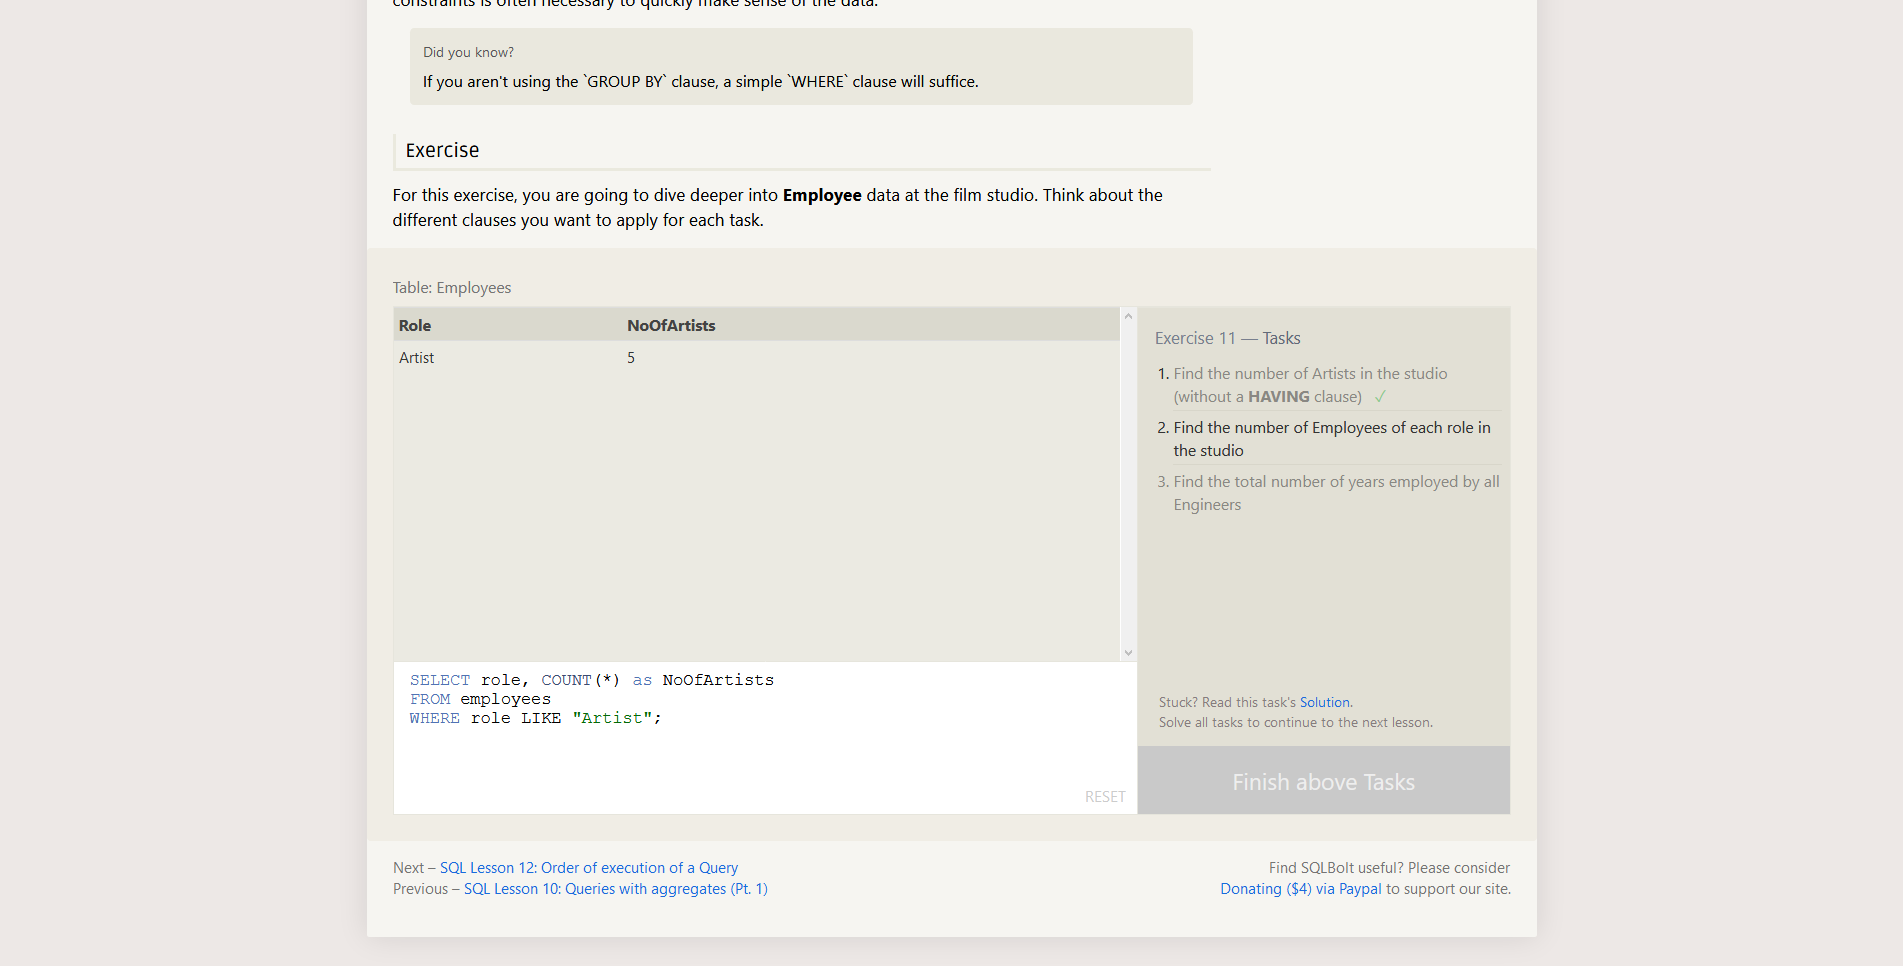 constraints is often necessary to quickly make sense of the data.
Did you know?
If you aren't using the `GROUP BY` clause, a simple `WHERE` clause will suffice.
Exercise
For this exercise, you are going to dive deeper into Employee data at the film studio. Think about the
different clauses you want to apply for each task.
Table: Employees
Role NoOfArtists
Artist 5
SELECT role, COUNT(*) as NoOfArtists
FROM employees
WHERE role LIKE "Artist";
RESET
Exercise 11 — Tasks
1. Find the number of Artists in the studio
(without a HAVING clause) ✓
2. Find the number of Employees of each role in
the studio
3. Find the total number of years employed by all
Engineers
Stuck? Read this task's Solution.
Solve all tasks to continue to the next lesson.
Finish above Tasks
Next – SQL Lesson 12: Order of execution of a Query
Previous – SQL Lesson 10: Queries with aggregates (Pt. 1)
Find SQLBolt useful? Please consider
Donating ($4) via Paypal to support our site.